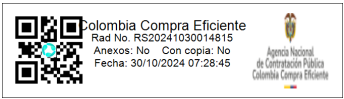 Colombia Compra Eficiente
Rad No. RS20241030014815
Anexos: No Con copia: No
Fecha: 30/10/2024 07:28:45
Agencia Nacional
de Contratación Pública
Colombia Compra Eficiente